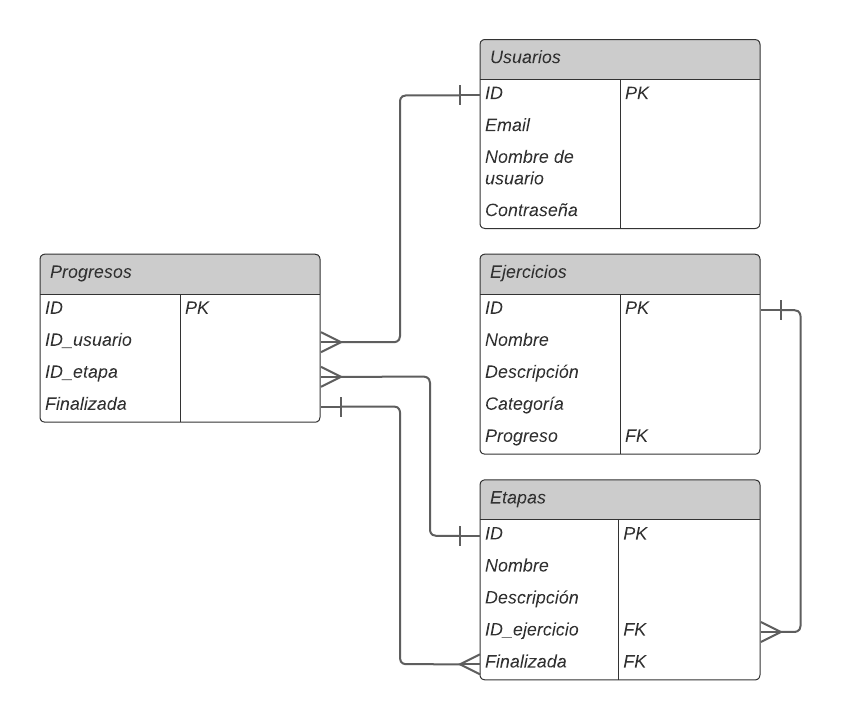 Usuarios
ID PK
Email
Nombre de
usuario
Contraseña
Progresos
ID PK
ID_usuario
ID_etapa
Finalizada
Ejercicios
ID PK
Nombre
Descripción
Categoría
Progreso FK
Etapas
ID PK
Nombre
Descripción
ID_ejercicio FK
Finalizada FK